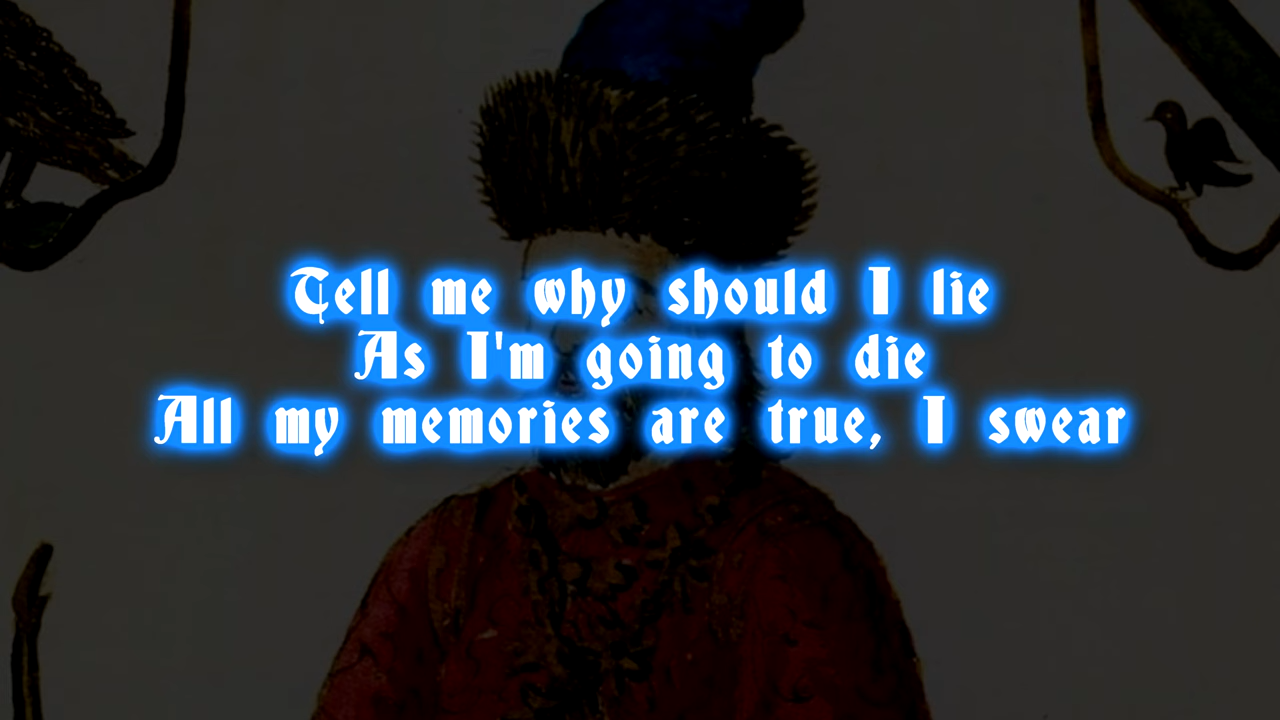 Tell me why should I lie
As I'm going to die
All my memories are true, I swear